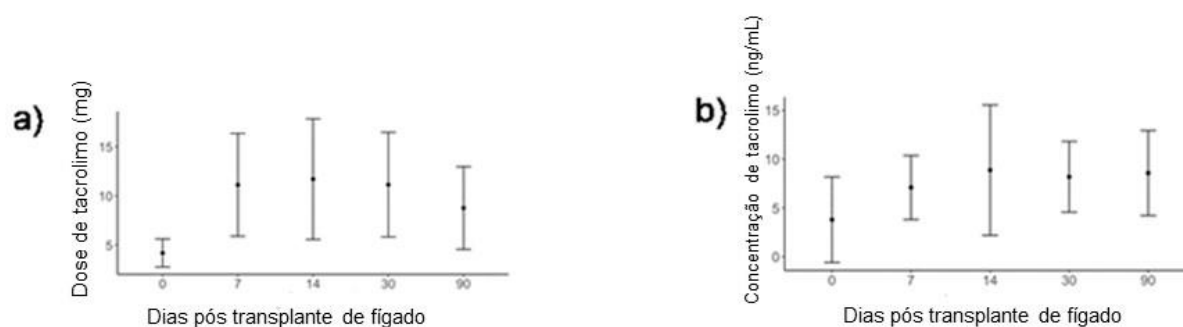 a)
Dose de tacrolimo (mg)
15
10
5
0 7 14 30 90
Dias pós transplante de fígado
b)
Concentração de tacrolimo (ng/mL)
15
10
5
0
0 7 14 30 90
Dias pós transplante de fígado